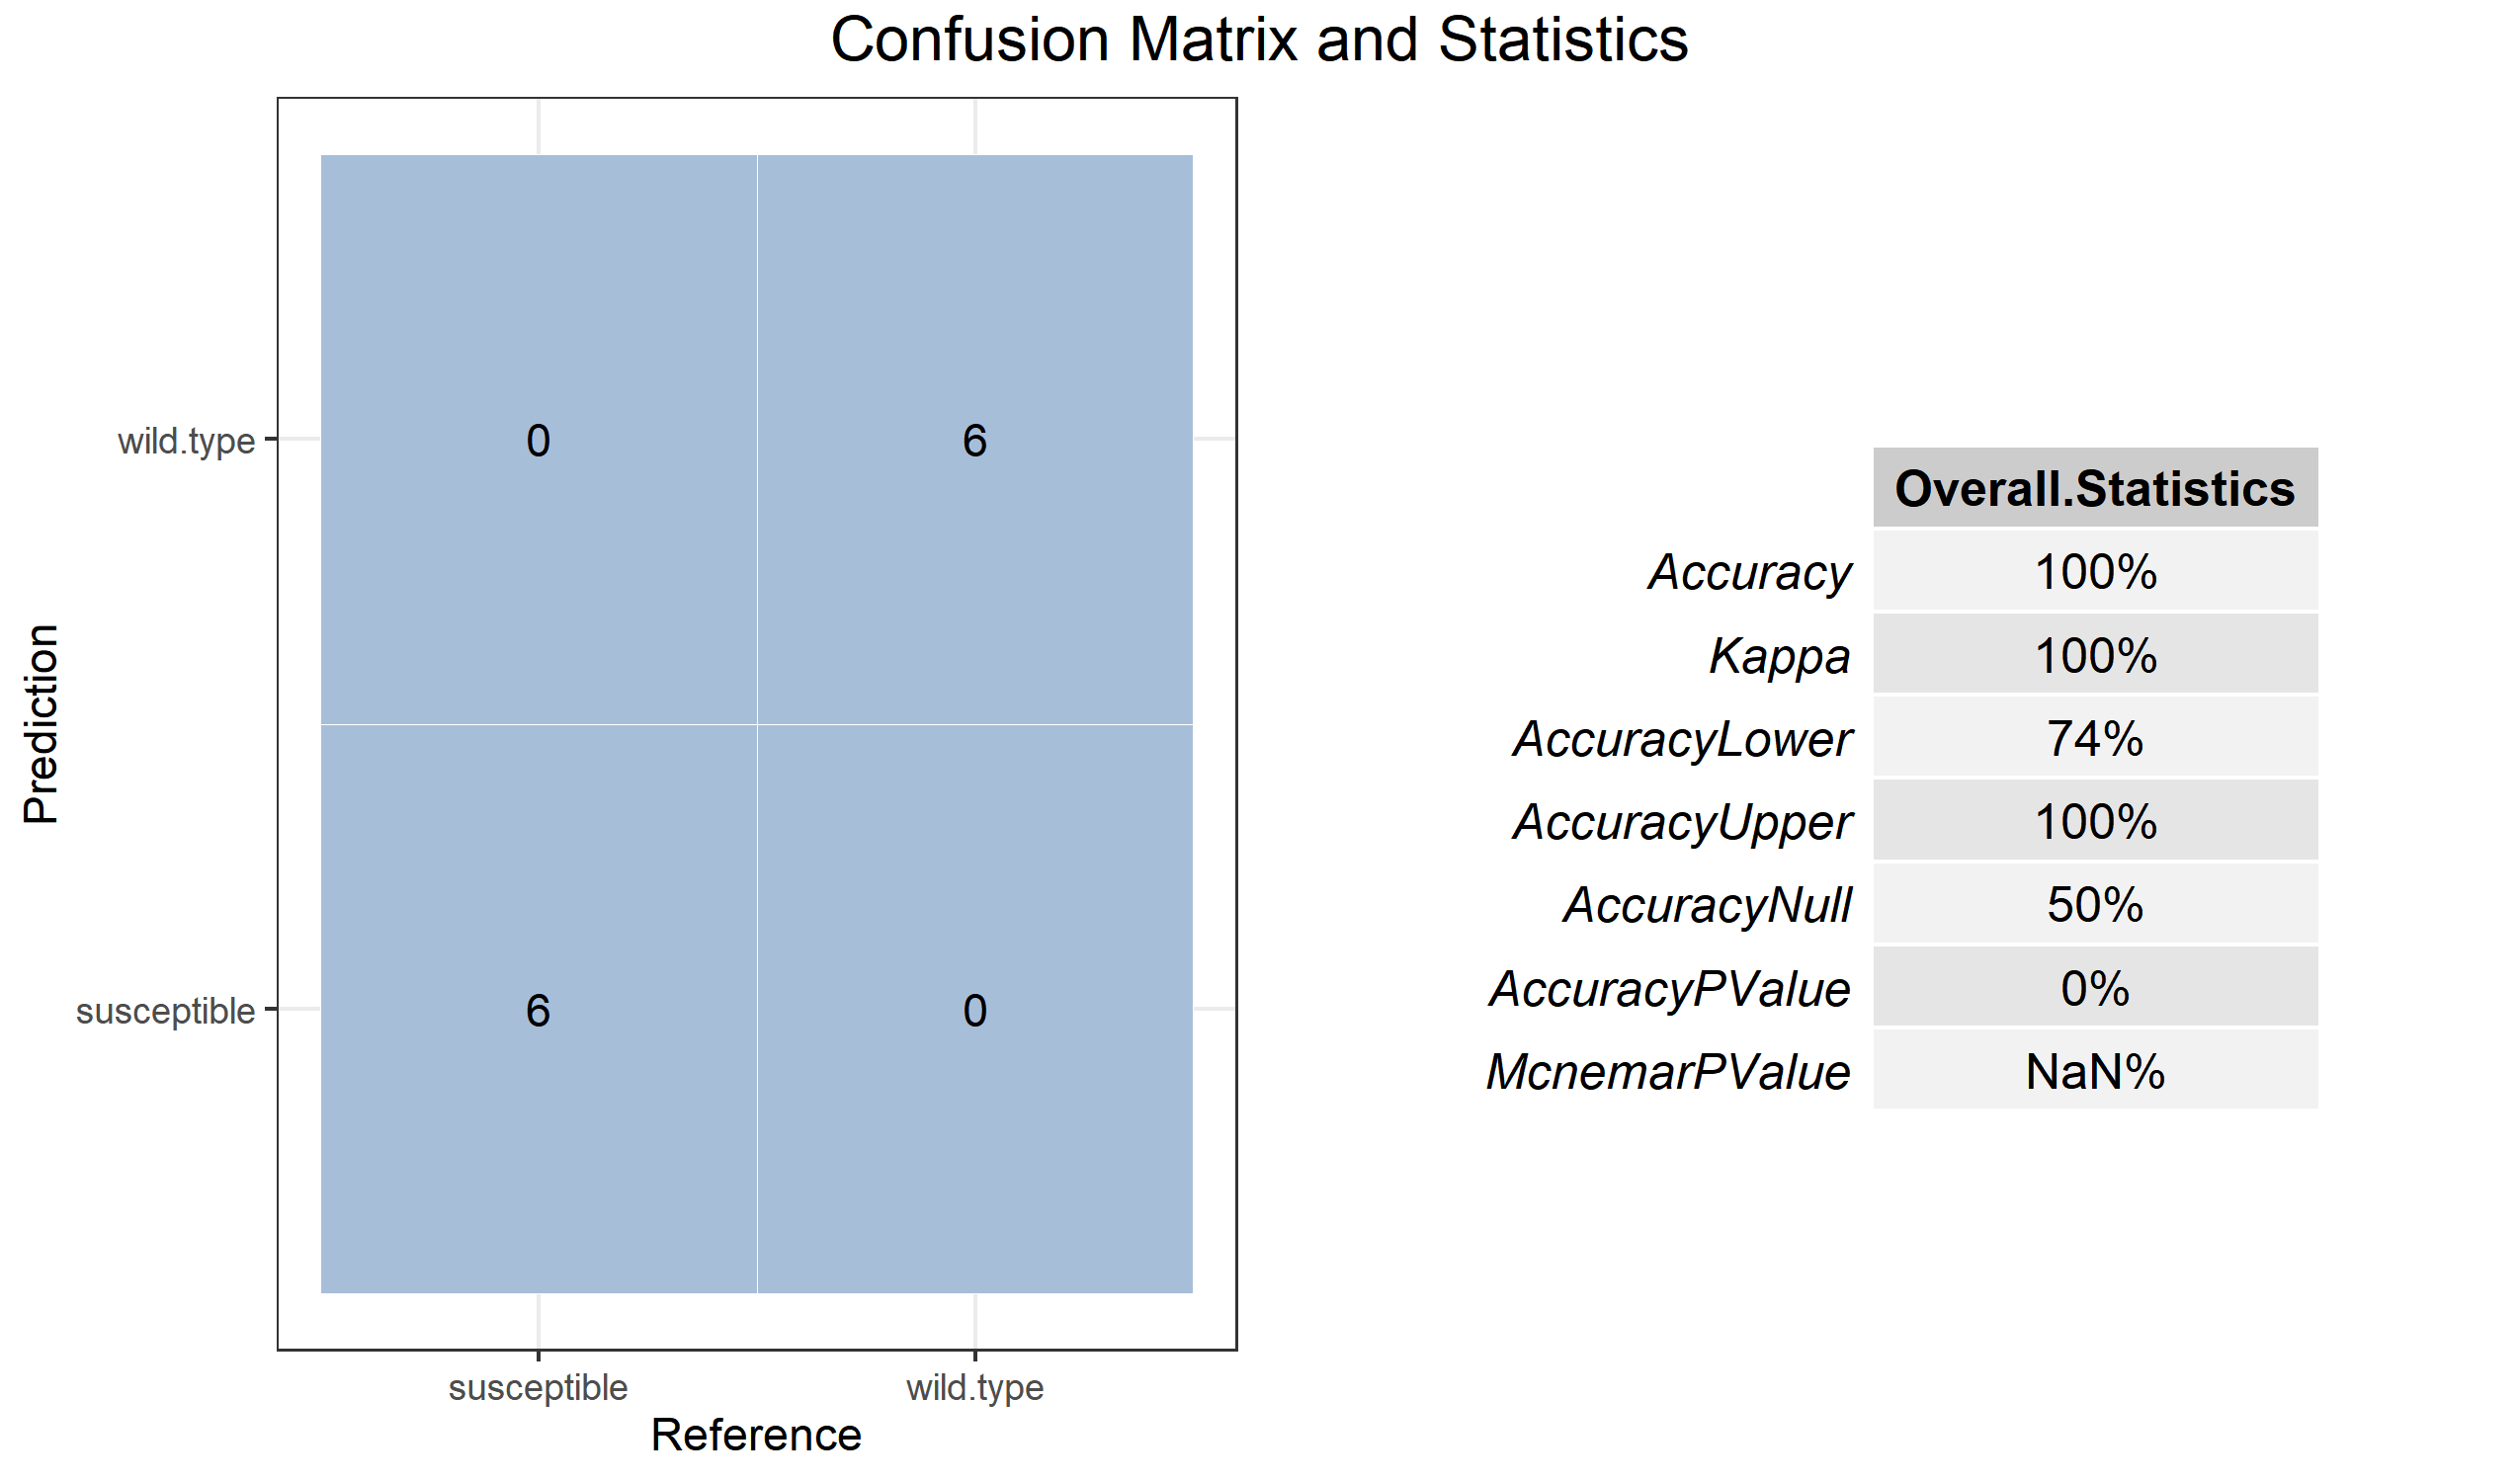 Confusion Matrix and Statistics
Prediction
wild.type
susceptible
0
6
6
0
susceptible
wild.type
Reference
Overall.Statistics
Accuracy 100%
Kappa 100%
AccuracyLower 74%
AccuracyUpper 100%
AccuracyNull 50%
AccuracyPValue 0%
McnemarPValue NaN%